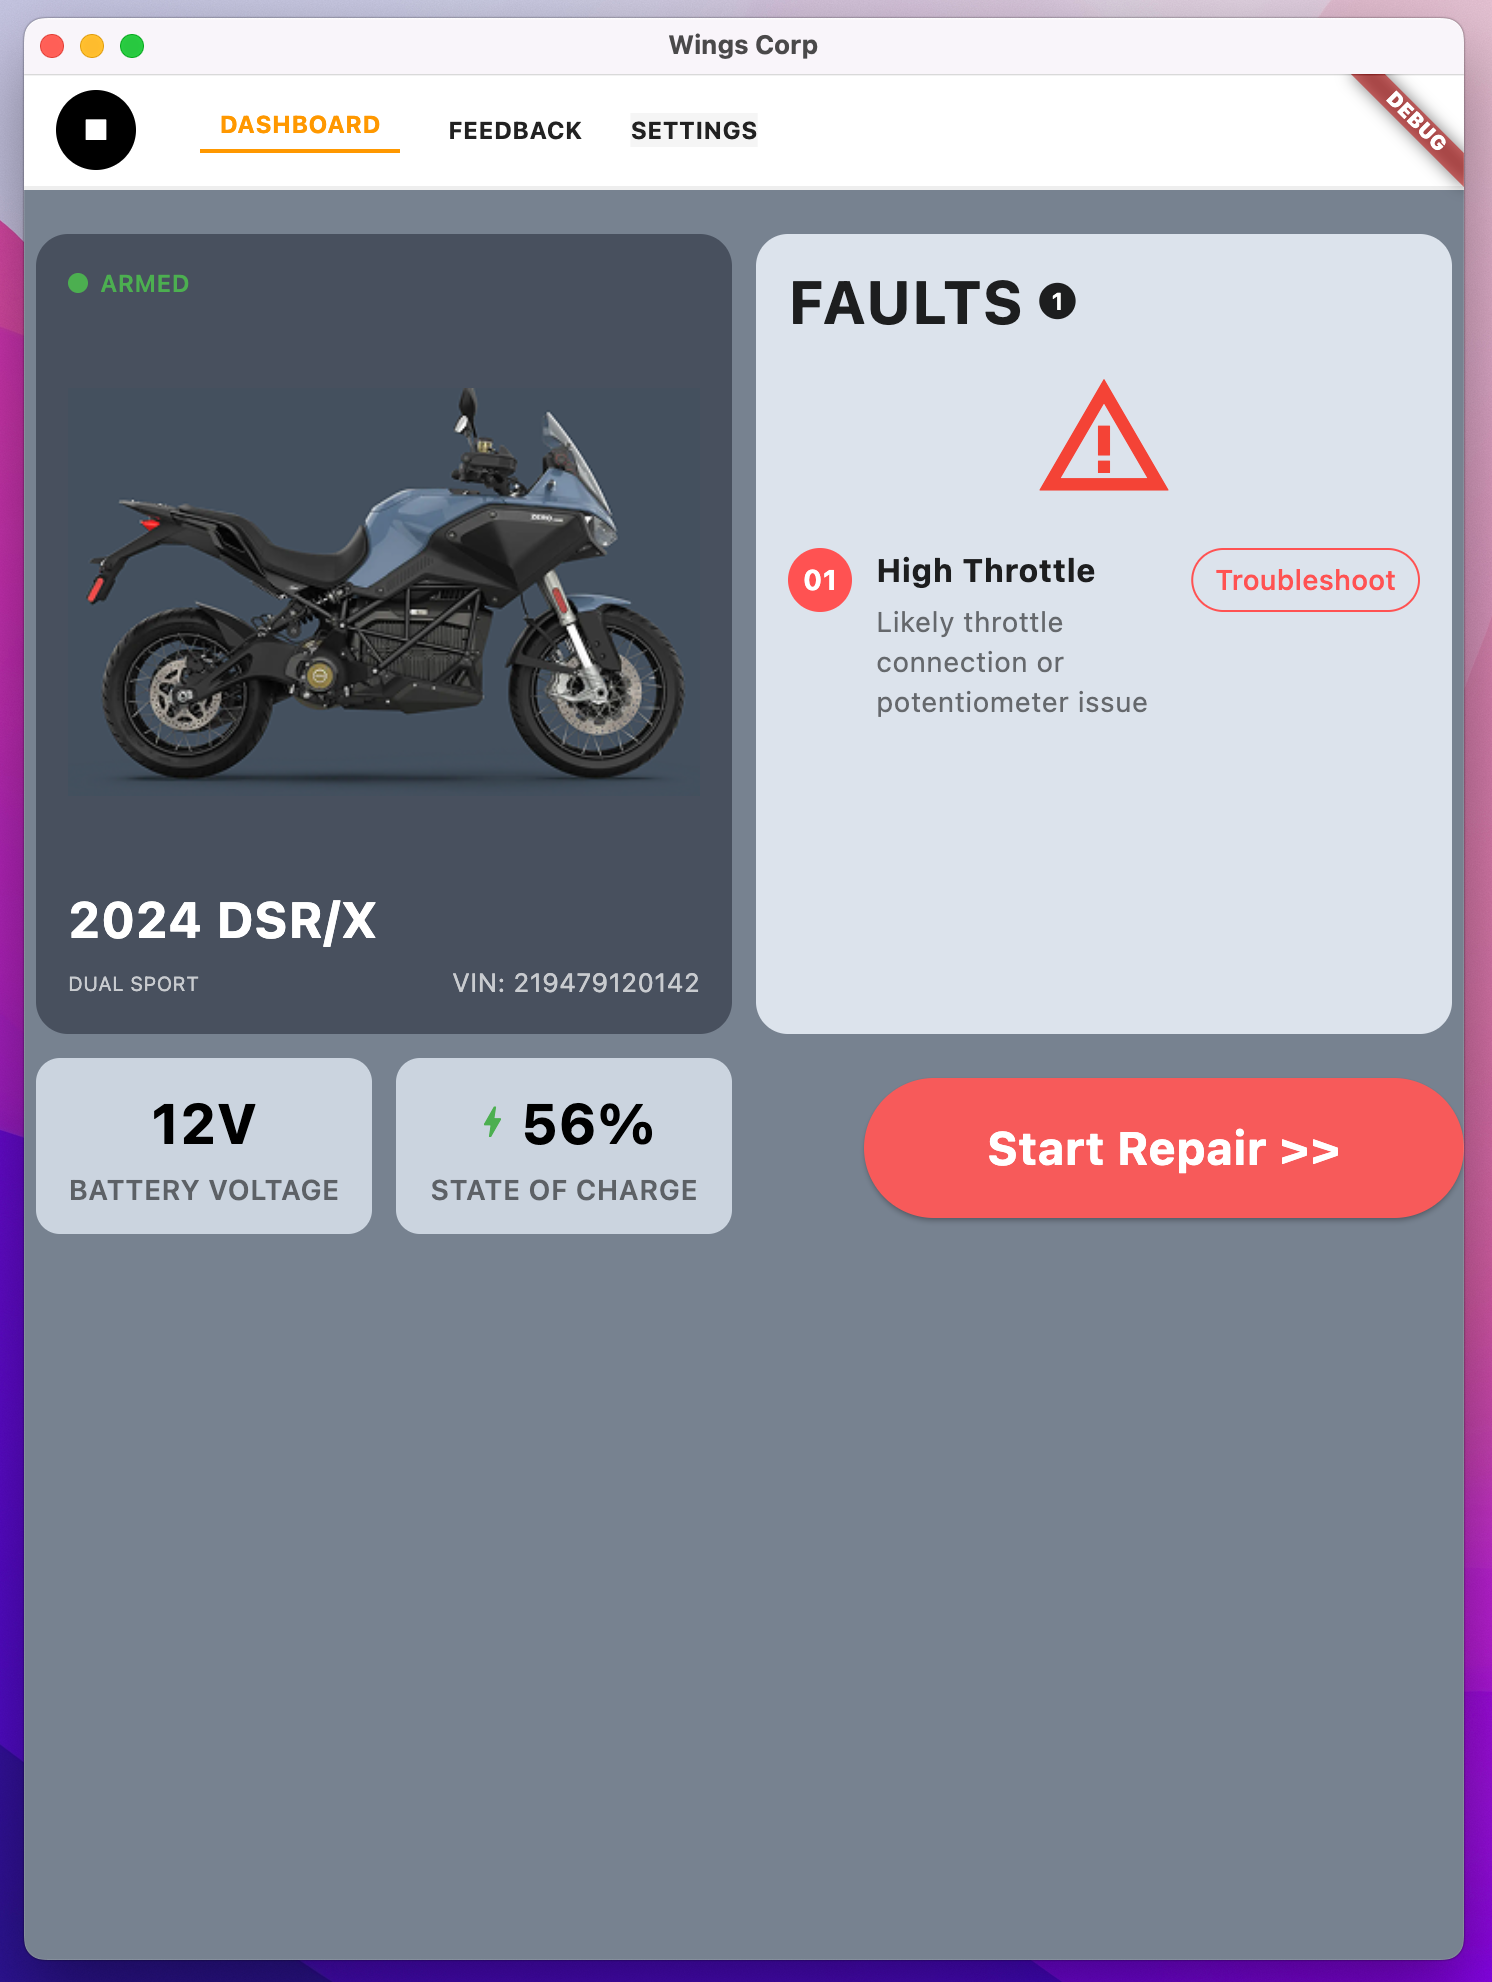 Wings Corp
DASHBOARD
FEEDBACK
SETTINGS
DEBUG
ARMED
ZERO
2024 DSR/X
DUAL SPORT
VIN: 219479120142
FAULTS 1
01
High Throttle
Likely throttle
connection or
potentiometer issue
Troubleshoot
12V
BATTERY VOLTAGE
56%
STATE OF CHARGE
Start Repair >>